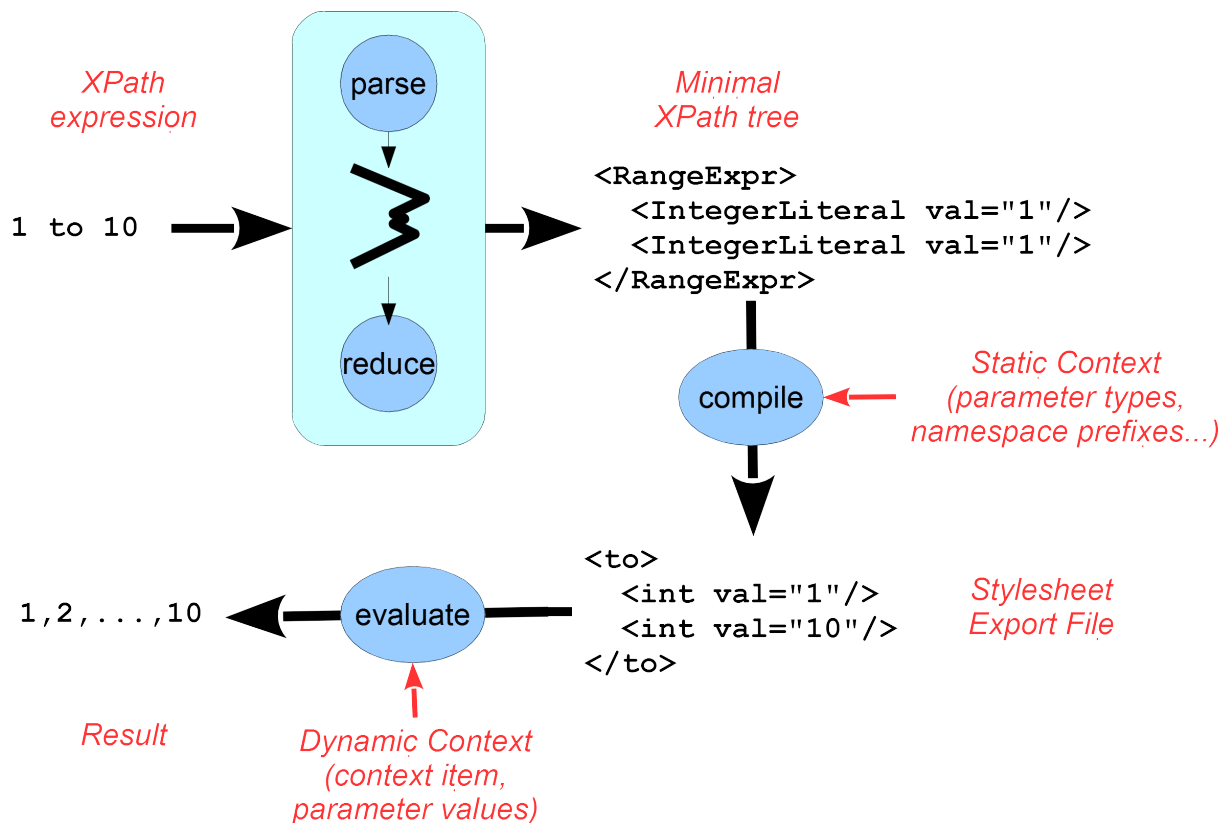 XPath
expression
1 to 10
parse
reduce
Minimal
XPath tree
<RangeExpr>
  <IntegerLiteral val="1"/>
  <IntegerLiteral val="1"/>
</RangeExpr>
compile
Static Context
(parameter types,
namespace prefixes...)
<to>
  <int val="1"/>
  <int val="10"/>
</to>
Stylesheet
Export File
evaluate
Dynamic Context
(context item,
parameter values)
1,2,...,10
Result